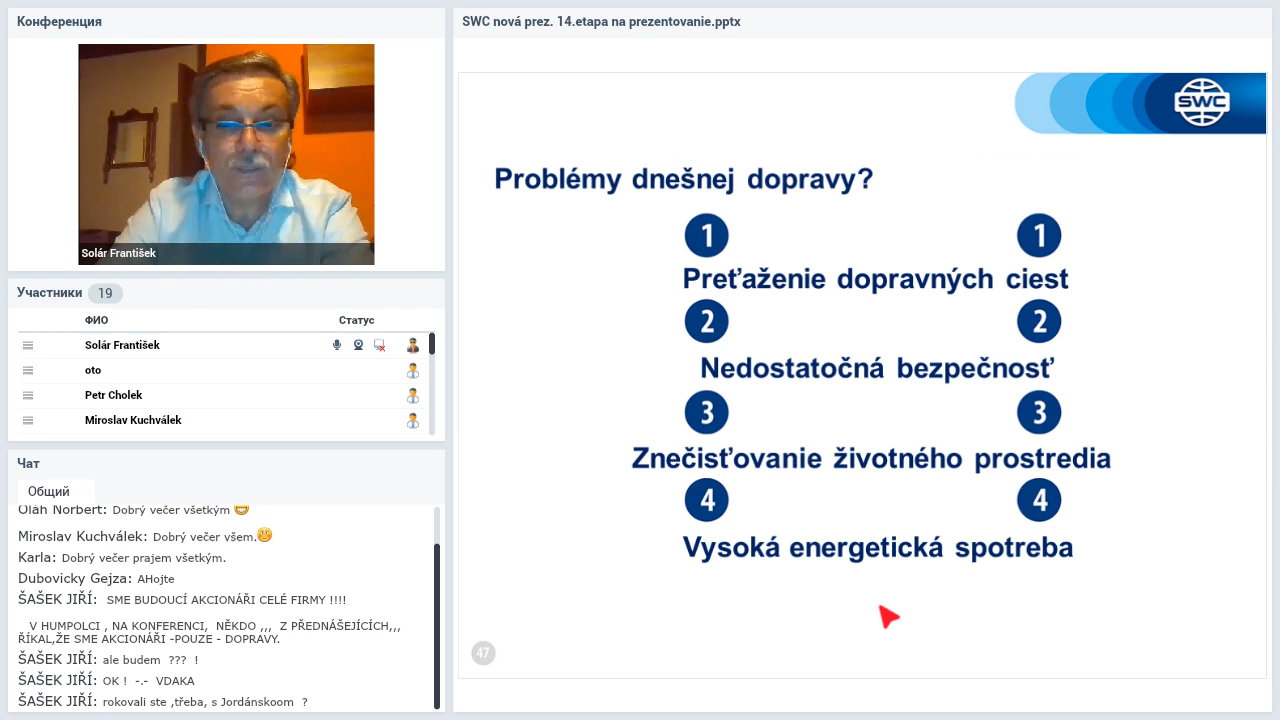 Конференция
Solár František
Участники 19
ФИО Статус
Solár František
oto
Petr Cholek
Miroslav Kuchválek
Чат
Общий
Oláh Norbert: Dobrý večer všetkým
Miroslav Kuchválek: Dobrý večer všem.
Karla: Dobrý večer prajem všetkým.
Dubovicky Gejza: AHojte
ŠAŠEK JIŘÍ: SME BUDOUCÍ AKCIONÁŘI CELÉ FIRMY !!!!
V HUMPOLCI , NA KONFERENCI, NĚKDO ,,, Z PŘEDNÁŠEJÍCÍCH,,,
ŘÍKAL,ŽE SME AKCIONÁŘI -POUZE - DOPRAVY.
ŠAŠEK JIŘÍ: ale budem ??? !
ŠAŠEK JIŘÍ: OK ! -.- VDAKA
ŠAŠEK JIŘÍ: rokovali ste ,třeba, s Jordánskoom ?
SWC nová prez. 14.etapa na prezentovanie.pptx
SWC
Problémy dnešnej dopravy?
1 1
Preťaženie dopravných ciest
2 2
Nedostatočná bezpečnosť
3 3
Znečisťovanie životného prostredia
4 4
Vysoká energetická spotreba
47